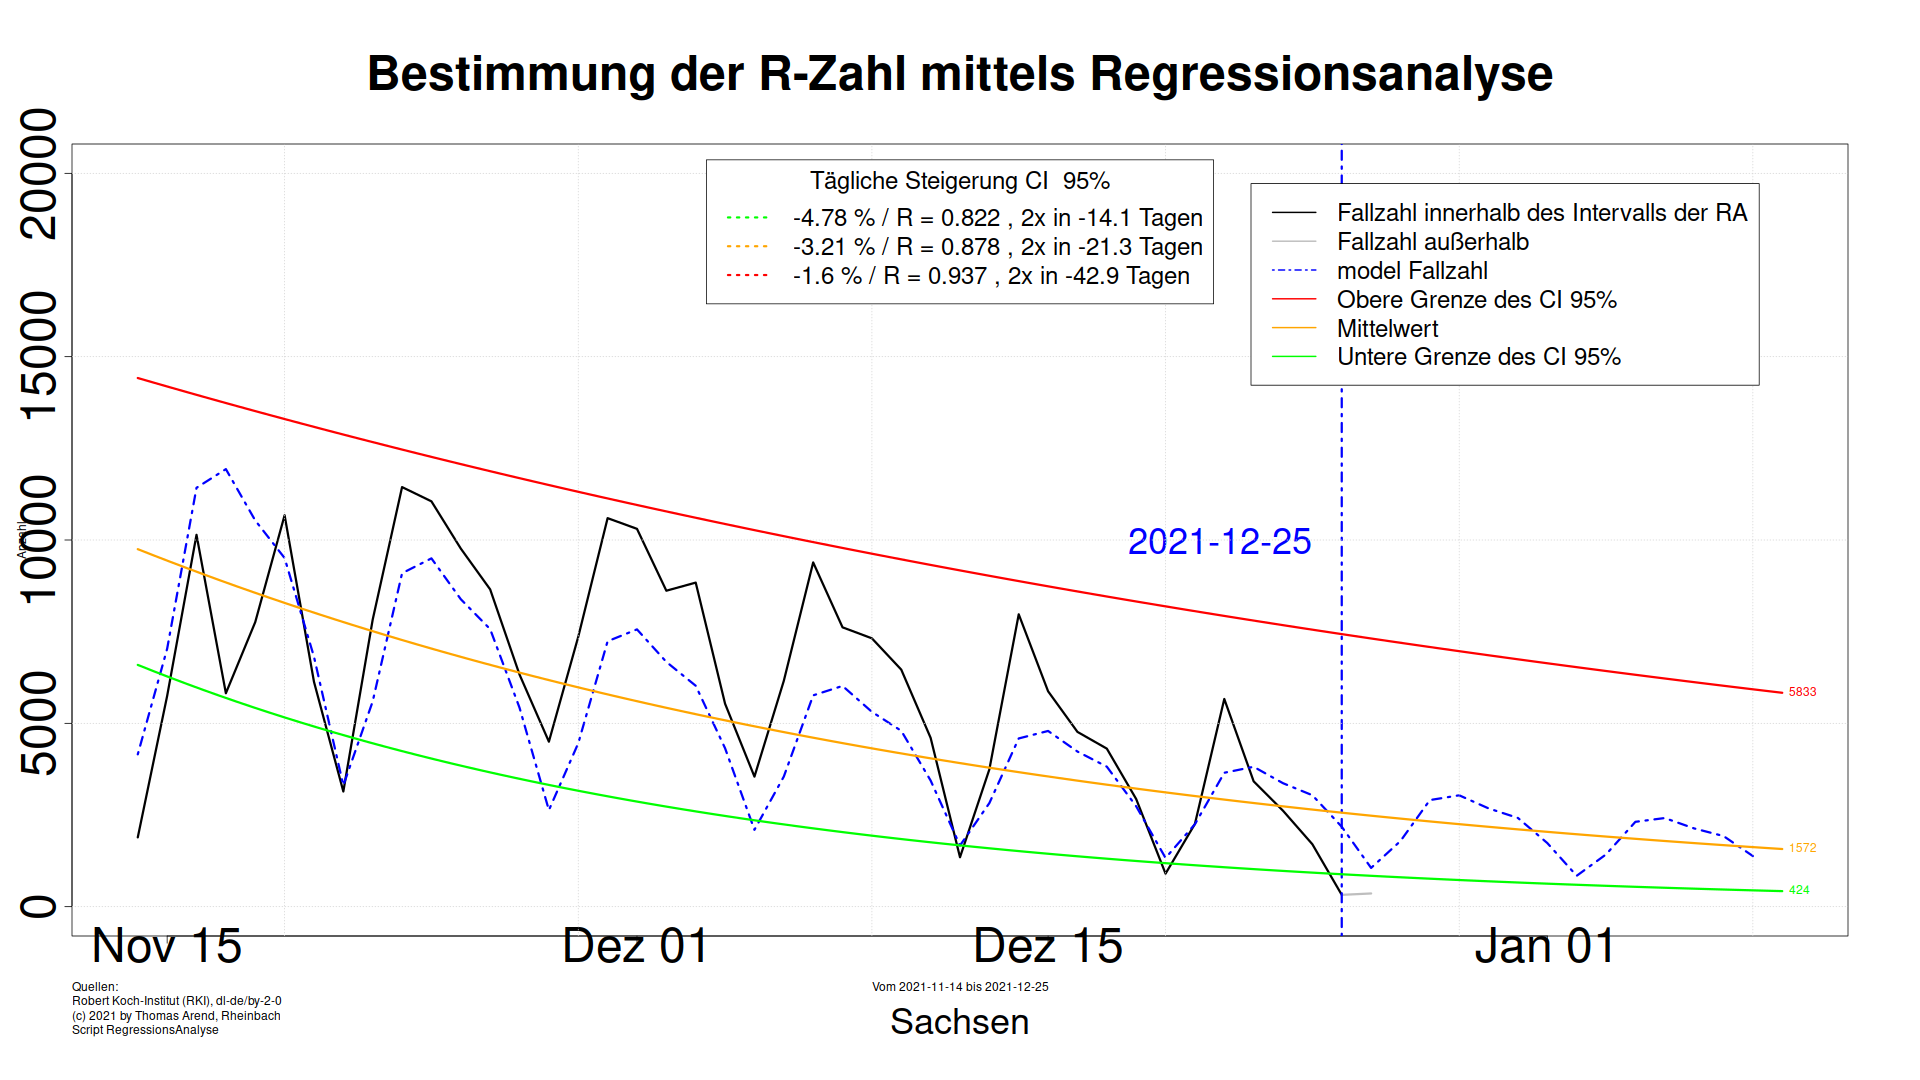 Bestimmung der R-Zahl mittels Regressionsanalyse
Tägliche Steigerung CI  95%
-4.78 % / R = 0.822 , 2x in -14.1 Tagen
-3.21 % / R = 0.878 , 2x in -21.3 Tagen
-1.6 % / R = 0.937 , 2x in -42.9 Tagen
Fallzahl innerhalb des Intervalls der RA
Fallzahl außerhalb
model Fallzahl
Obere Grenze des CI 95%
Mittelwert
Untere Grenze des CI 95%
20000
15000
10000
5000
0
Anzahl
2021-12-25
5833
1572
424
Nov 15
Dez 01
Dez 15
Jan 01
Quellen:
Robert Koch-Institut (RKI), dl-de/by-2-0
(c) 2021 by Thomas Arend, Rheinbach
Script RegressionsAnalyse
Vom 2021-11-14 bis 2021-12-25
Sachsen